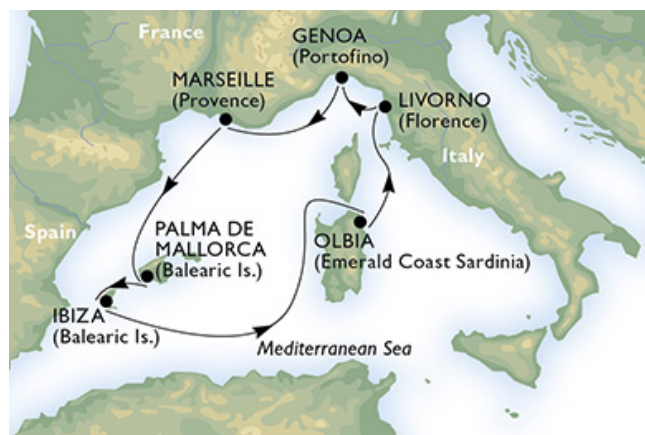 France
GENOA
(Portofino)
MARSEILLE
(Provence)
LIVORNO
(Florence)
Italy
Spain
PALMA DE
MALLORCA
(Balearic Is.)
OLBIA
(Emerald Coast Sardinia)
IBIZA
(Balearic Is.)
Mediterranean Sea